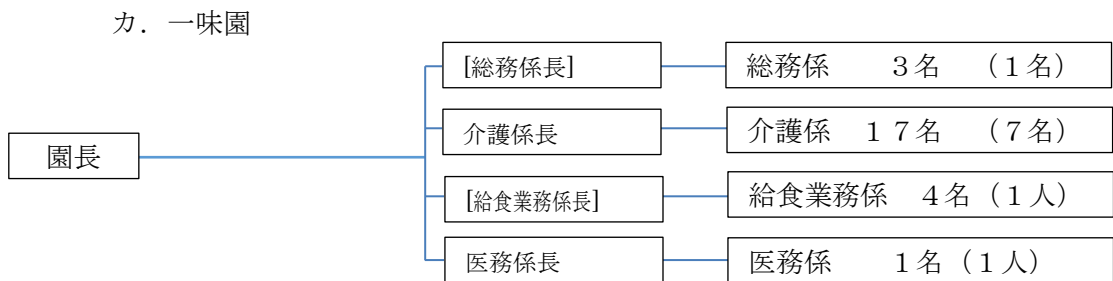 カ．一味園
[総務係長]
総務係　　３名　（１名）
介護係長
介護係　１７名　（７名）
園長
[給食業務係長]
給食業務係　４名（１人）
医務係長
医務係　　１名（１人）